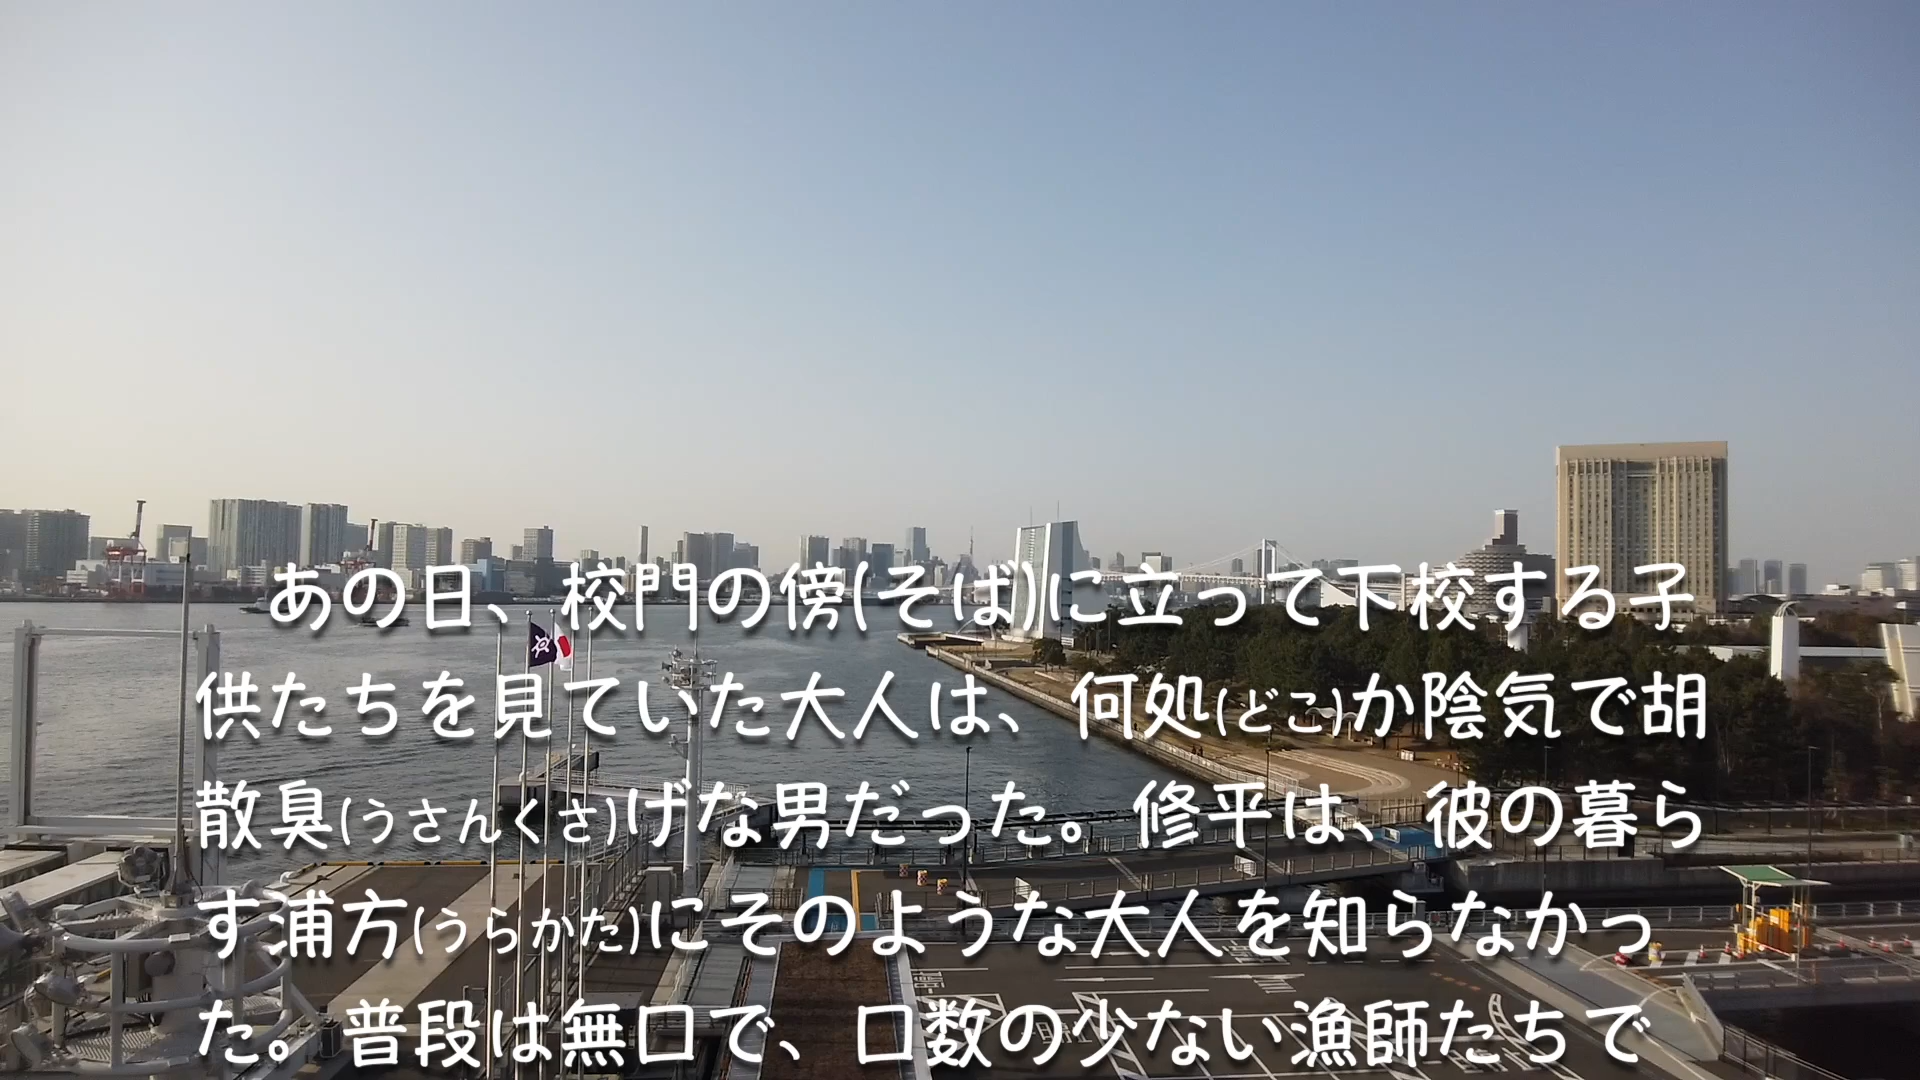 あの日、校門の傍(そば)に立って下校する子
供たちを見ていた大人は、何処(どこ)か陰気で胡
散臭(うさんくさ)げな男だった。修平は、彼の暮ら
す浦方(うらかた)にそのような大人を知らなかっ
た。普段は無口で、口数の少ない漁師たちで